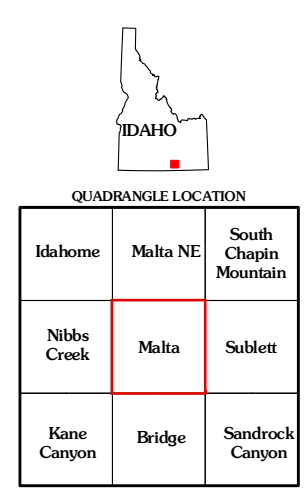 IDAHO
QUADRANGLE LOCATION
Idahome
Malta NE
South
Chapin
Mountain
Nibbs
Creek
Malta
Sublett
Kane
Canyon
Bridge
Sandrock
Canyon